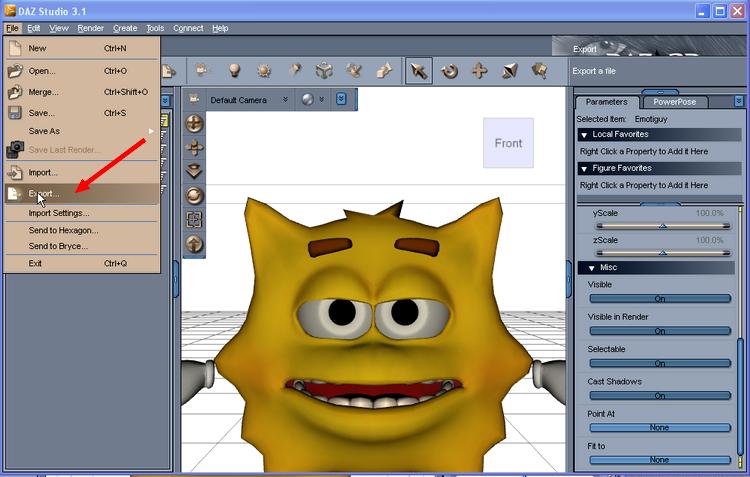 DAZ Studio 3.1
File Edit View Render Create Tools Connect Help
New Ctrl+N
Open... Ctrl+O
Merge... Ctrl+Shift+O
Save... Ctrl+S
Save As
Save Last Render...
Import...
Export...
Import Settings...
Send to Hexagon...
Send to Bryce...
Exit Ctrl+Q
Default Camera
Front
Export
Export a file
Parameters PowerPose
Selected Item: Emotiguy
Local Favorites
Right Click a Property to Add it Here
Figure Favorites
Right Click a Property to Add it Here
yScale 100.0%
zScale 100.0%
Misc
Visible
On
Visible in Render
On
Selectable
On
Cast Shadows
On
Point At
None
Fit to
None